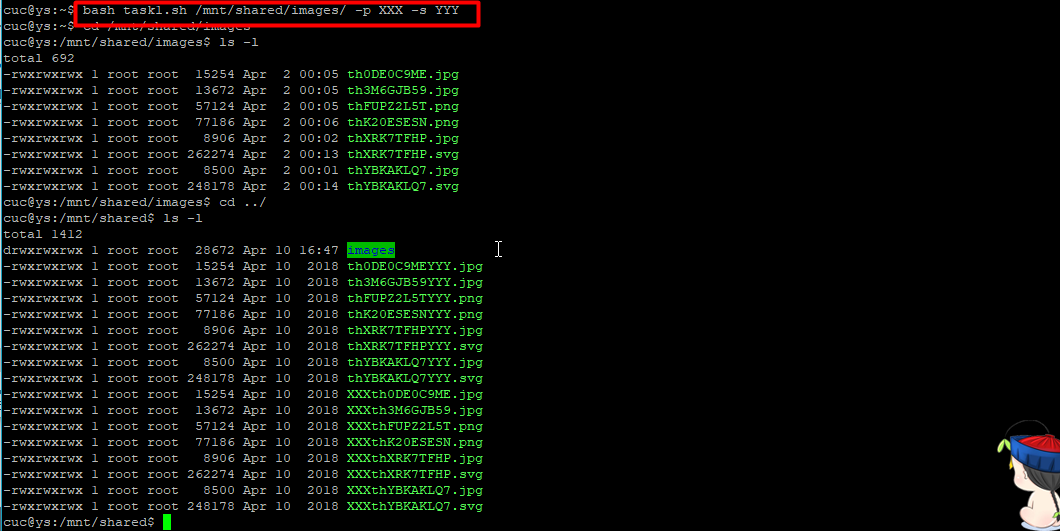 cuc@ys:~$ bash task1.sh /mnt/shared/images/ -p XXX -s YYY
cuc@ys:~$ cd /mnt/shared/images
cuc@ys:/mnt/shared/images$ ls -l
total 692
-rwxrwxrwx 1 root root  15254 Apr  2 00:05 th0DE0C9ME.jpg
-rwxrwxrwx 1 root root  13672 Apr  2 00:05 th3M6GJB59.jpg
-rwxrwxrwx 1 root root  57124 Apr  2 00:05 thFUPZ2L5T.png
-rwxrwxrwx 1 root root  77186 Apr  2 00:06 thK20ESESN.png
-rwxrwxrwx 1 root root   8906 Apr  2 00:02 thXRK7TFHP.jpg
-rwxrwxrwx 1 root root 262274 Apr  2 00:13 thXRK7TFHP.svg
-rwxrwxrwx 1 root root   8500 Apr  2 00:01 thYBKAKLQ7.jpg
-rwxrwxrwx 1 root root 248178 Apr  2 00:14 thYBKAKLQ7.svg
cuc@ys:/mnt/shared/images$ cd ../
cuc@ys:/mnt/shared$ ls -l
total 1412
drwxrwxrwx 1 root root  28672 Apr 10 16:47 images
-rwxrwxrwx 1 root root  15254 Apr 10  2018 th0DE0C9MEYYY.jpg
-rwxrwxrwx 1 root root  13672 Apr 10  2018 th3M6GJB59YYY.jpg
-rwxrwxrwx 1 root root  57124 Apr 10  2018 thFUPZ2L5TYYY.png
-rwxrwxrwx 1 root root  77186 Apr 10  2018 thK20ESESNYYY.png
-rwxrwxrwx 1 root root   8906 Apr 10  2018 thXRK7TFHPYYY.jpg
-rwxrwxrwx 1 root root 262274 Apr 10  2018 thXRK7TFHPYYY.svg
-rwxrwxrwx 1 root root   8500 Apr 10  2018 thYBKAKLQ7YYY.jpg
-rwxrwxrwx 1 root root 248178 Apr 10  2018 thYBKAKLQ7YYY.svg
-rwxrwxrwx 1 root root  15254 Apr 10  2018 XXXth0DE0C9ME.jpg
-rwxrwxrwx 1 root root  13672 Apr 10  2018 XXXth3M6GJB59.jpg
-rwxrwxrwx 1 root root  57124 Apr 10  2018 XXXthFUPZ2L5T.png
-rwxrwxrwx 1 root root  77186 Apr 10  2018 XXXthK20ESESN.png
-rwxrwxrwx 1 root root   8906 Apr 10  2018 XXXthXRK7TFHP.jpg
-rwxrwxrwx 1 root root 262274 Apr 10  2018 XXXthXRK7TFHP.svg
-rwxrwxrwx 1 root root   8500 Apr 10  2018 XXXthYBKAKLQ7.jpg
-rwxrwxrwx 1 root root 248178 Apr 10  2018 XXXthYBKAKLQ7.svg
cuc@ys:/mnt/shared$